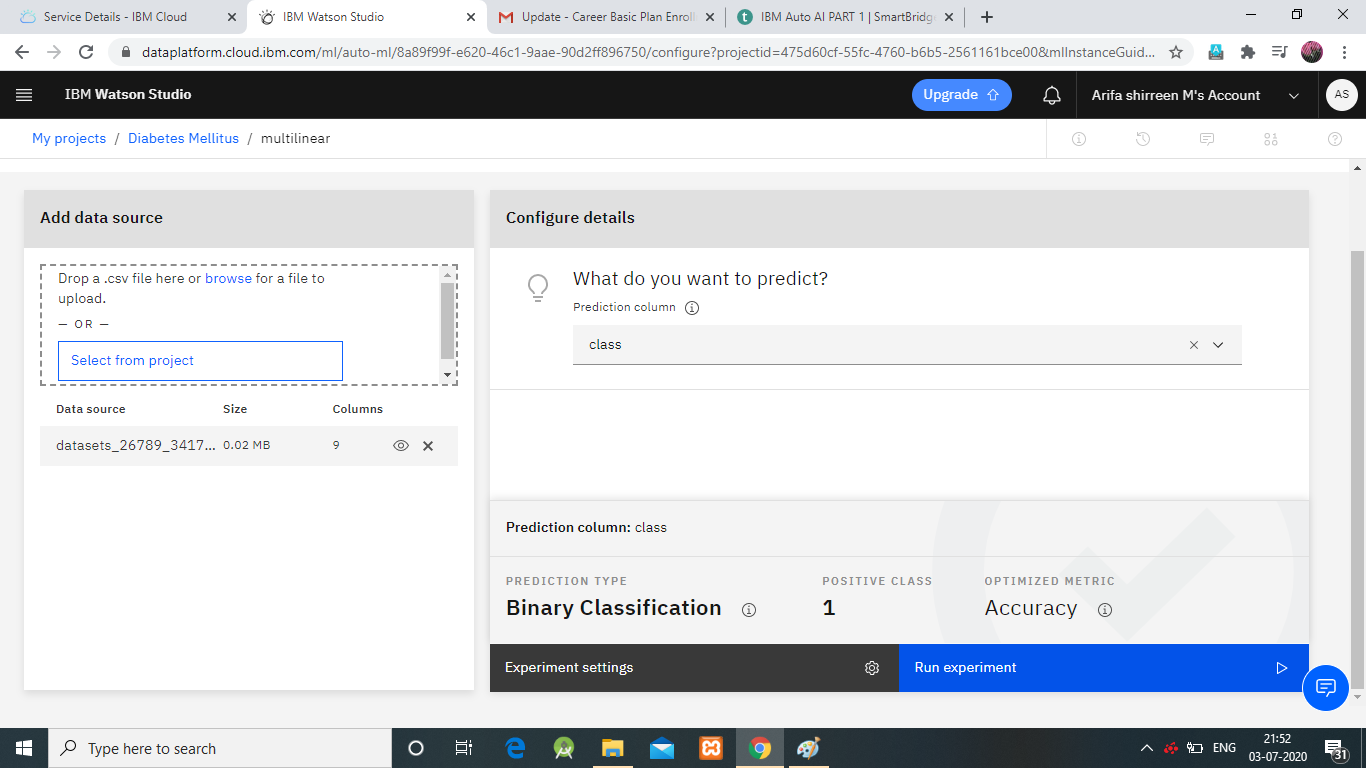 Service Details - IBM Cloud
IBM Watson Studio
Update - Career Basic Plan Enroll
IBM Auto AI PART 1 | SmartBridge
dataplatform.cloud.ibm.com/ml/auto-ml/8a89f99f-e620-46c1-9aae-90d2ff896750/configure?projectid=475d60cf-55fc-4760-b6b5-2561161bce00&mlInstanceGuid...
IBM Watson Studio
Upgrade
Arifa shirreen M's Account
AS
My projects / Diabetes Mellitus / multilinear
Add data source
Drop a .csv file here or browse for a file to
upload.
— OR —
Select from project
Data source Size Columns
datasets_26789_3417... 0.02 MB 9
Configure details
What do you want to predict?
Prediction column
class
Prediction column: class
PREDICTION TYPE POSITIVE CLASS OPTIMIZED METRIC
Binary Classification 1 Accuracy
Experiment settings
Run experiment
Type here to search
ENG
21:52
03-07-2020
31